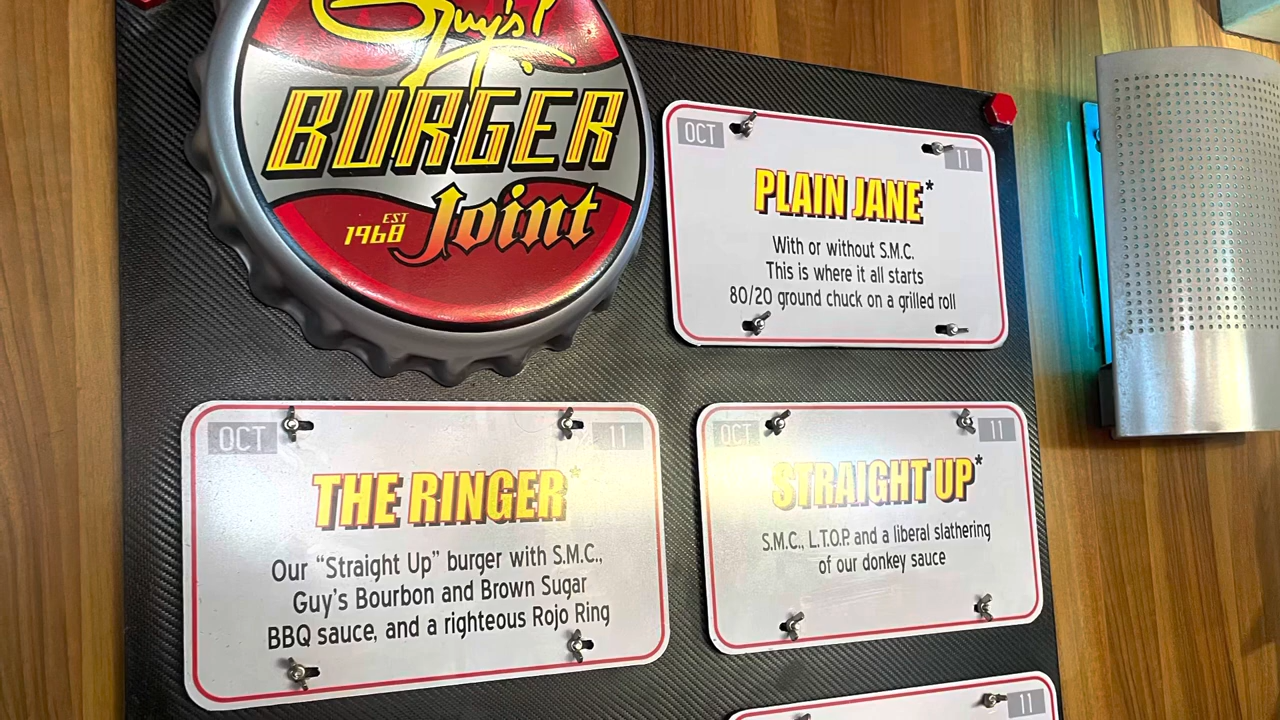 Guy's!
BURGER
Joint
EST
1968
OCT 11
PLAIN JANE*
With or without S.M.C.
This is where it all starts
80/20 ground chuck on a grilled roll
OCT 11
THE RINGER*
Our “Straight Up” burger with S.M.C.,
Guy's Bourbon and Brown Sugar
BBQ sauce, and a righteous Rojo Ring
OCT 11
STRAIGHT UP*
S.M.C., L.T.O.P. and a liberal slathering
of our donkey sauce
11